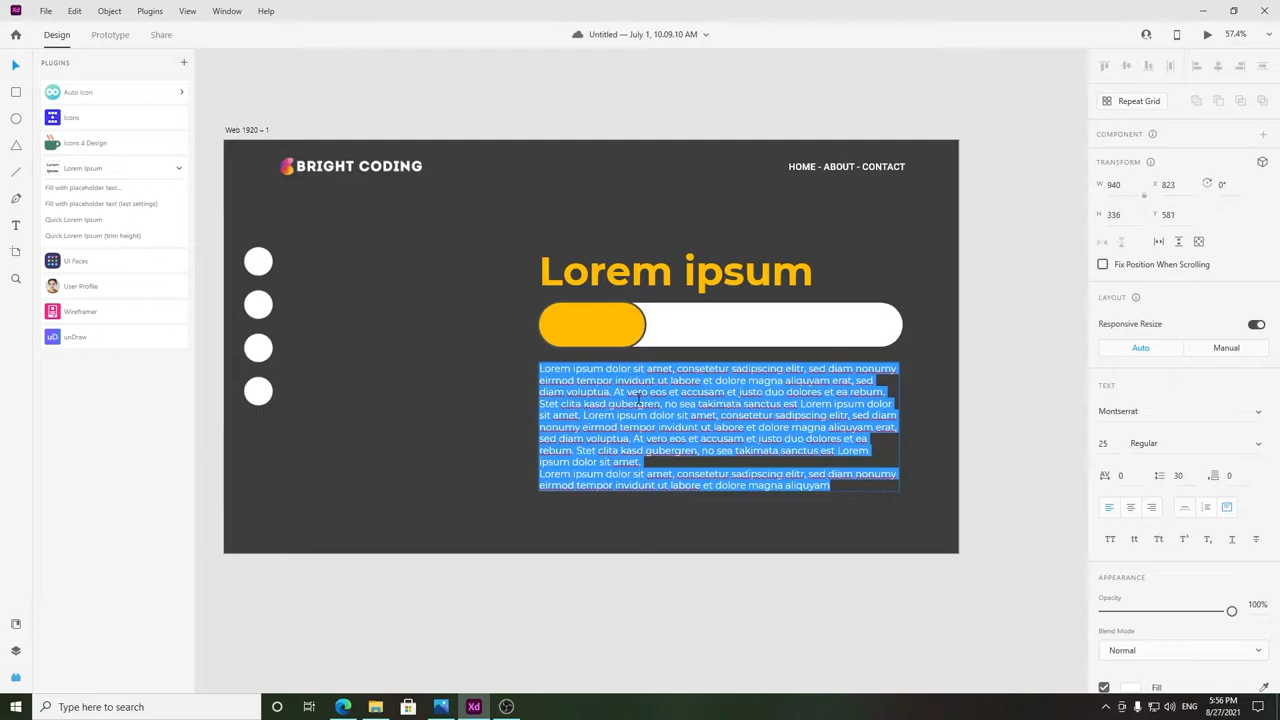 Xd File Edit Object Plugins View Window Help
Design Prototype Share Untitled — July 1, 10.09.10 AM 57.4%
PLUGINS
Auto Icon
Icons
Icons 4 Design
Lorem Ipsum
Lorem Ipsum
Fill with placeholder text...
Fill with placeholder text (last settings)
Quick Lorem Ipsum
Quick Lorem Ipsum (trim height)
UI Faces
User Profile
Wireframer
uD unDraw
Web 1920 – 1
BRIGHT CODING
HOME - ABOUT - CONTACT
Lorem ipsum
Lorem ipsum dolor sit amet, consetetur sadipscing elitr, sed diam nonumy
eirmod tempor invidunt ut labore et dolore magna aliquyam erat, sed
diam voluptua. At vero eos et accusam et justo duo dolores et ea rebum.
Stet clita kasd gubergren, no sea takimata sanctus est Lorem ipsum dolor
sit amet. Lorem ipsum dolor sit amet, consetetur sadipscing elitr, sed diam
nonumy eirmod tempor invidunt ut labore et dolore magna aliquyam erat,
sed diam voluptua. At vero eos et accusam et justo duo dolores et ea
rebum. Stet clita kasd gubergren, no sea takimata sanctus est Lorem
ipsum dolor sit amet.
Lorem ipsum dolor sit amet, consetetur sadipscing elitr, sed diam nonumy
eirmod tempor invidunt ut labore et dolore magna aliquyam
Repeat Grid
COMPONENT
TRANSFORM
W 940 X 823 0°
H 336 Y 581
Fix Position When Scrolling
LAYOUT
Responsive Resize
Auto Manual
TEXT
Montserrat
25 Regular
0 30 0
TT tt Tt T¹ T₁ T T
APPEARANCE
Opacity
100%
Blend Mode
Normal
Fill
Type here to search
Xd
ENG
5:56 PM
8/27/2021